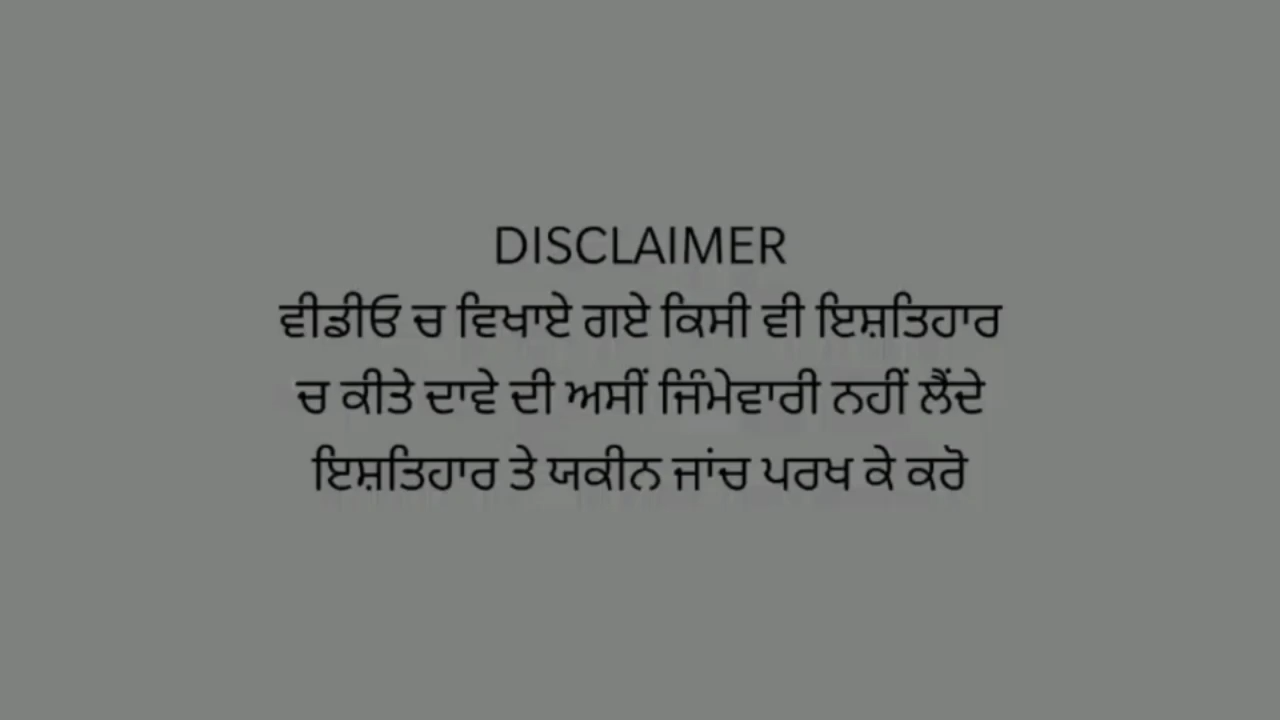 DISCLAIMER
ਵੀਡੀਓ ਚ ਵਿਖਾਏ ਗਏ ਕਿਸੀ ਵੀ ਇਸ਼ਤਿਹਾਰ
ਚ ਕੀਤੇ ਦਾਵੇ ਦੀ ਅਸੀਂ ਜਿੰਮੇਵਾਰੀ ਨਹੀਂ ਲੈਂਦੇ
ਇਸ਼ਤਿਹਾਰ ਤੇ ਯਕੀਨ ਜਾਂਚ ਪਰਖ ਕੇ ਕਰੋ